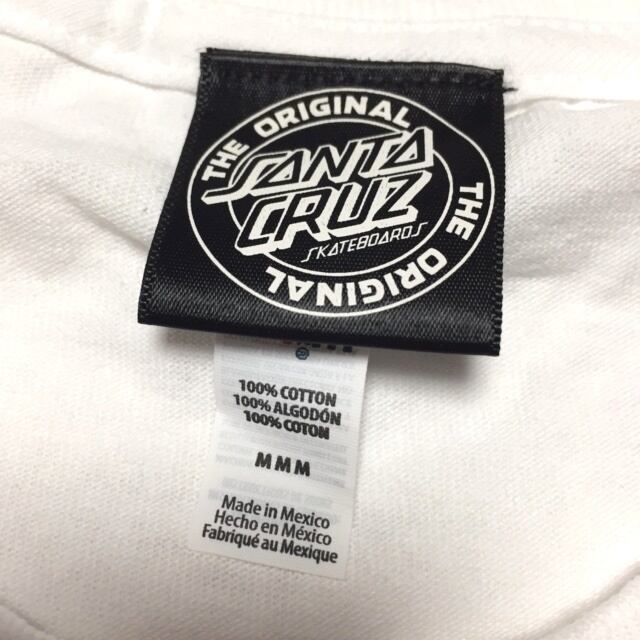 THE ORIGINAL
SANTA
CRUZ
SKATEBOARDS
THE ORIGINAL
100% COTTON
100% ALGODÓN
100% COTON
M M M
Made in Mexico
Hecho en México
Fabriqué au Mexique